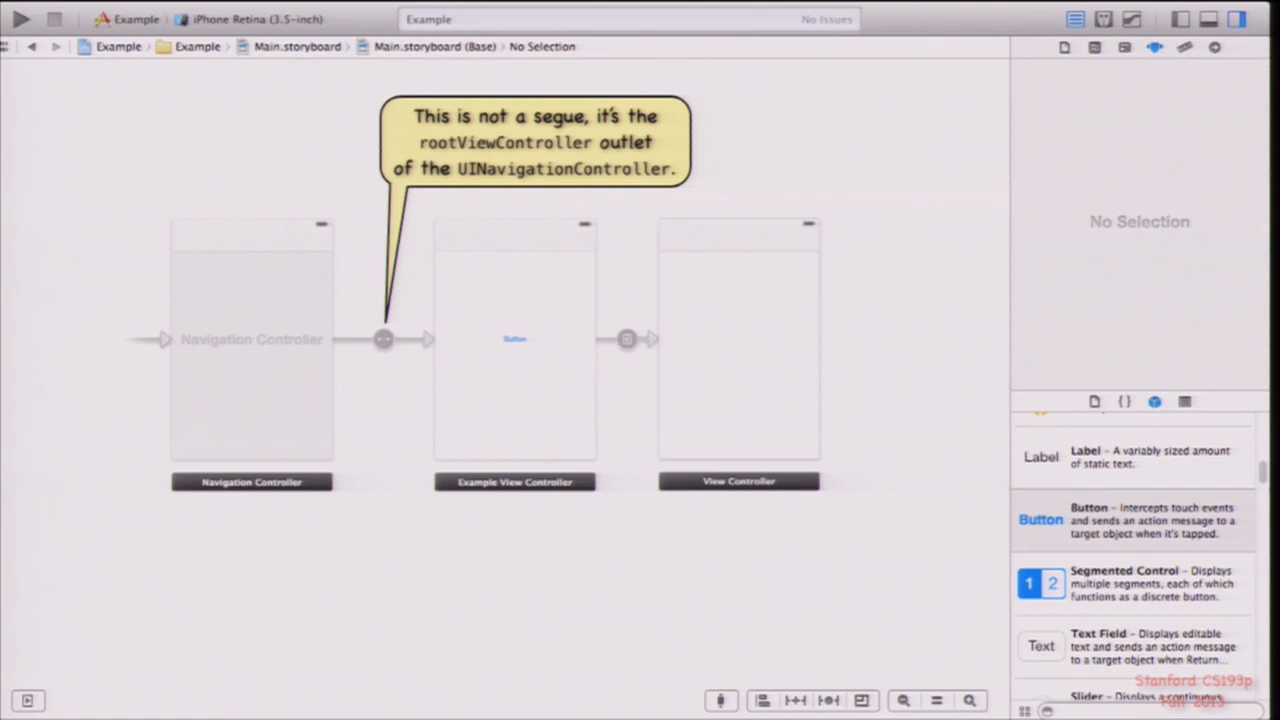 Example
iPhone Retina (3.5-inch)
Example
No Issues
Example
Example
Main.storyboard
Main.storyboard (Base)
No Selection
This is not a segue, it's the
rootViewController outlet
of the UINavigationController.
No Selection
Navigation Controller
Button
Navigation Controller
Example View Controller
View Controller
{ }
Label
Label - A variably sized amount
of static text.
Button
Button - Intercepts touch events
and sends an action message to a
target object when it's tapped.
1 2
Segmented Control - Displays
multiple segments, each of which
functions as a discrete button.
Text
Text Field - Displays editable
text and sends an action message
to a target object when Return...
Slider - Displays a continuous
Stanford CS193p
Fall 2013